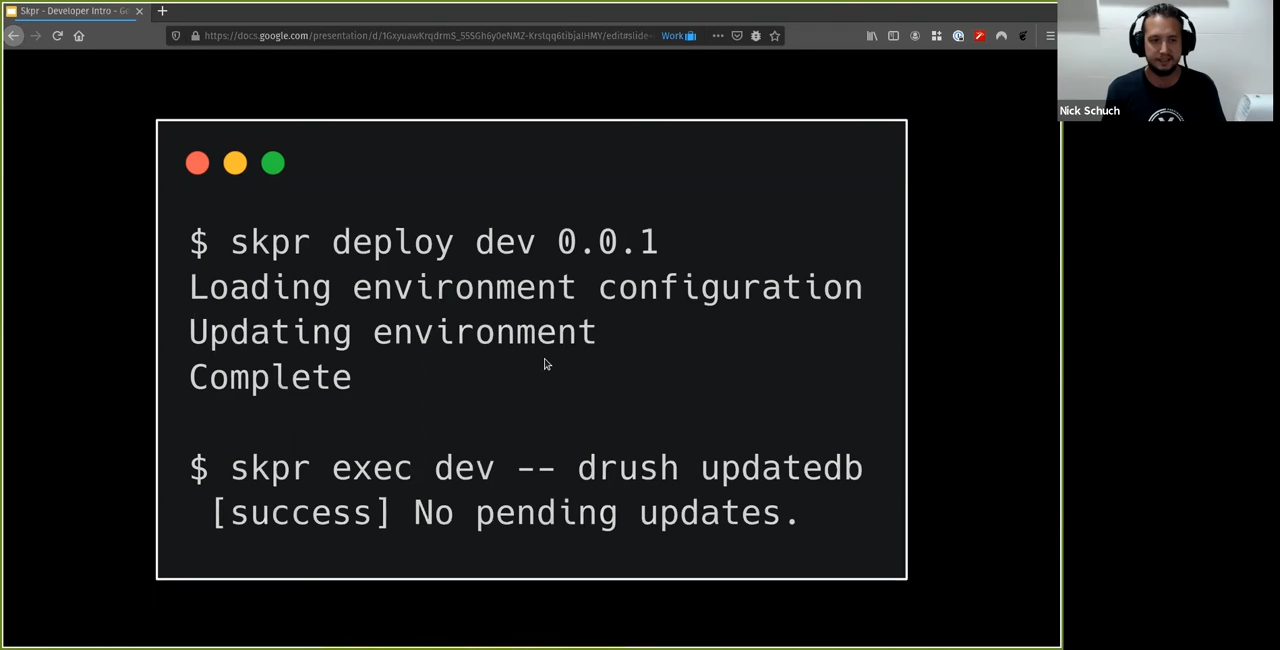 Skpr - Developer Intro - Go
https://docs.google.com/presentation/d/1GxyuawKrqdrmS_55SGh6y0eNMZ-Krstqq6tibjalHMY/edit#slide=
Work
Nick Schuch
$ skpr deploy dev 0.0.1
Loading environment configuration
Updating environment
Complete
$ skpr exec dev -- drush updatedb
[success] No pending updates.